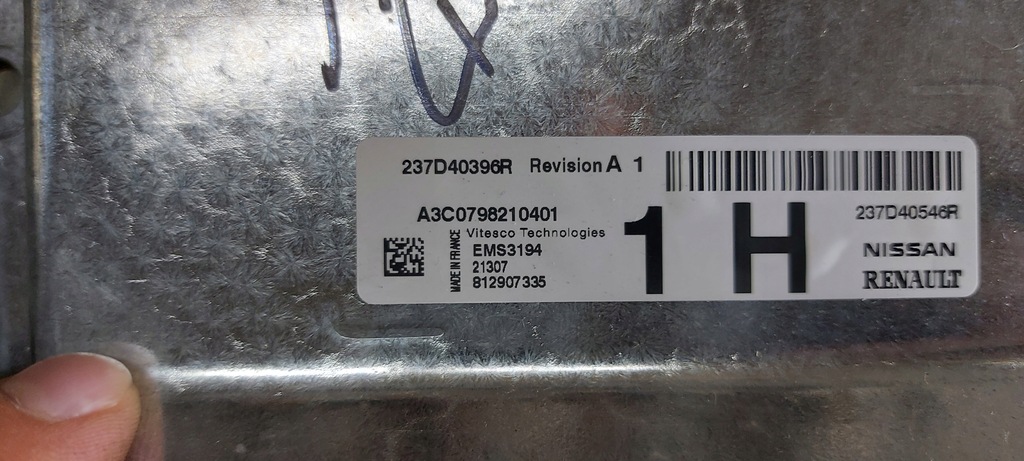 237D40396R Revision A 1
A3C0798210401
Vitesco Technologies
MADE IN FRANCE
EMS3194
21307
812907335
1 H
237D40546R
NISSAN
RENAULT